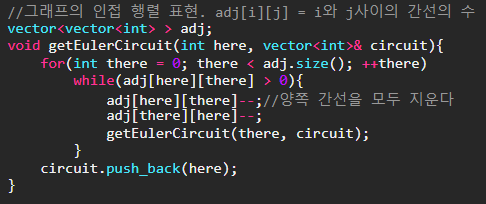 //그래프의 인접 행렬 표현. adj[i][j] = i와 j사이의 간선의 수
vector<vector<int> > adj;
void getEulerCircuit(int here, vector<int>& circuit){
    for(int there = 0; there < adj.size(); ++there)
        while(adj[here][there] > 0){
            adj[here][there]--;//양쪽 간선을 모두 지운다
            adj[there][here]--;
            getEulerCircuit(there, circuit);
        }
    circuit.push_back(here);
}